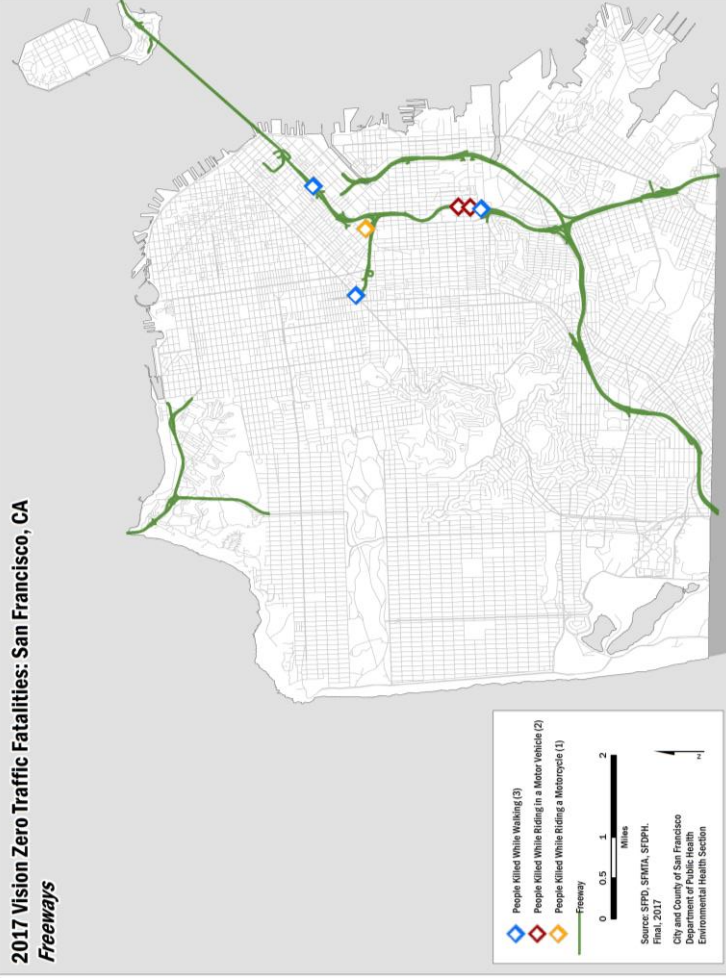 2017 Vision Zero Traffic Fatalities: San Francisco, CA
Freeways
People Killed While Walking (3)
People Killed While Riding in a Motor Vehicle (2)
People Killed While Riding a Motorcycle (1)
Freeway
0 0.5 1 2
Miles
Source: SFPD, SFMTA, SFDPH.
Final, 2017
City and County of San Francisco
Department of Public Health
Environmental Health Section
N